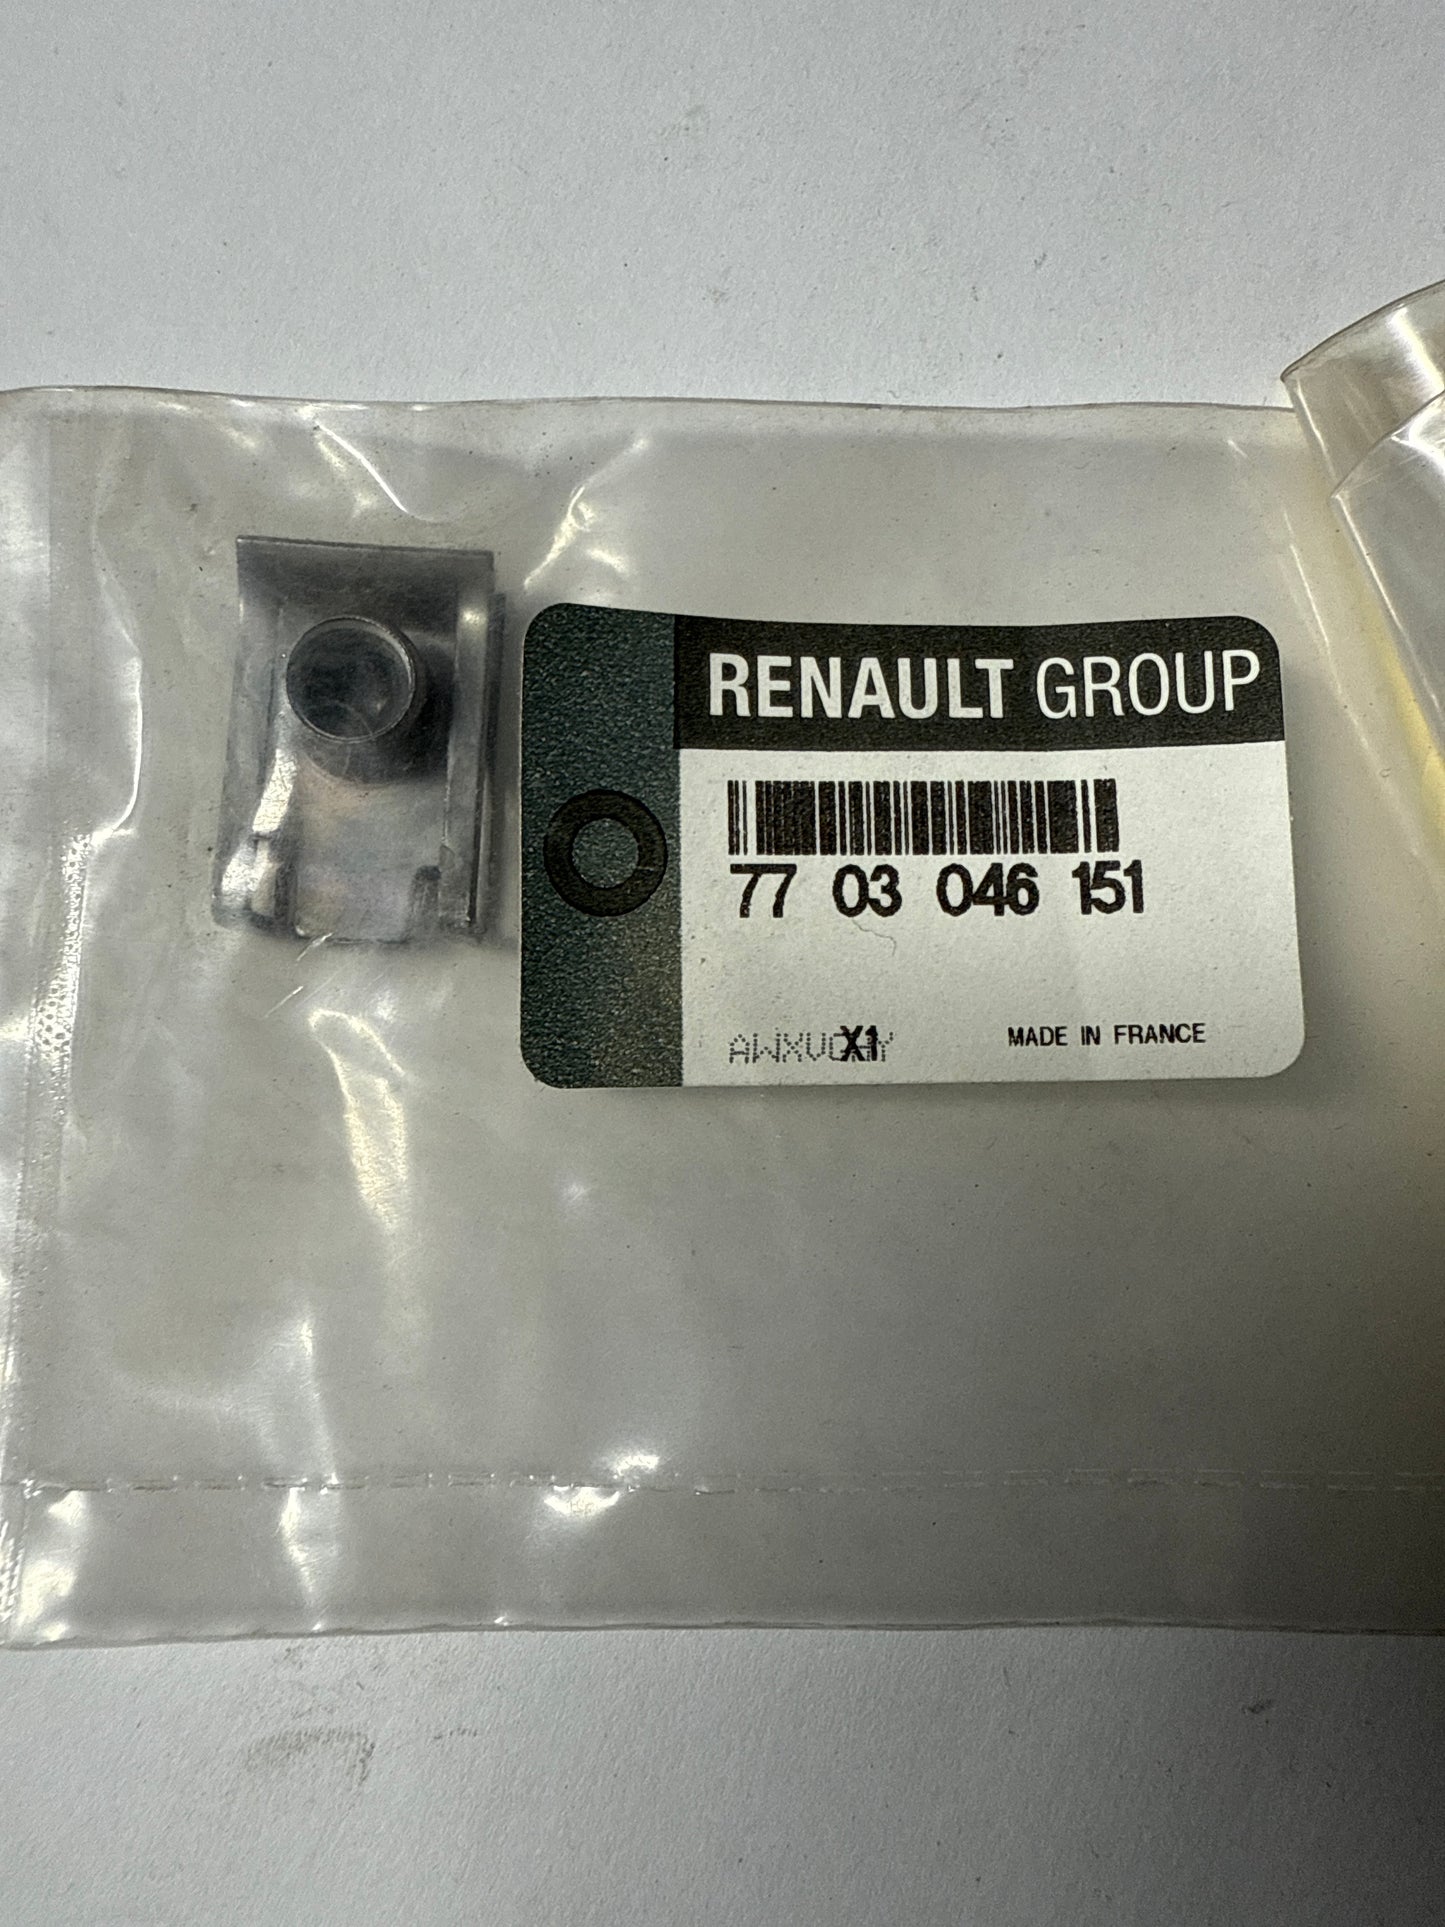 RENAULT GROUP
77 03 046 151
X1
MADE IN FRANCE